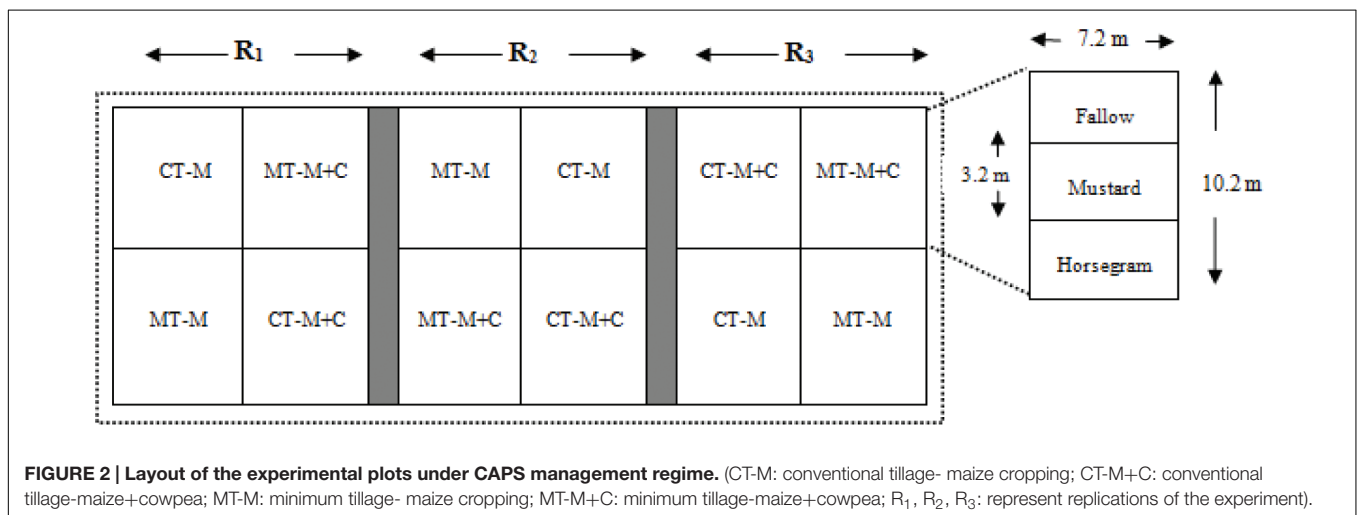 R₁ R₂ R₃ 7.2 m
CT-M MT-M+C MT-M CT-M CT-M+C MT-M+C
Fallow
3.2 m Mustard 10.2 m
Horsegram
MT-M CT-M+C MT-M+C CT-M+C CT-M MT-M
FIGURE 2 | Layout of the experimental plots under CAPS management regime. (CT-M: conventional tillage- maize cropping; CT-M+C: conventional
tillage-maize+cowpea; MT-M: minimum tillage- maize cropping; MT-M+C: minimum tillage-maize+cowpea; R₁, R₂, R₃: represent replications of the experiment).